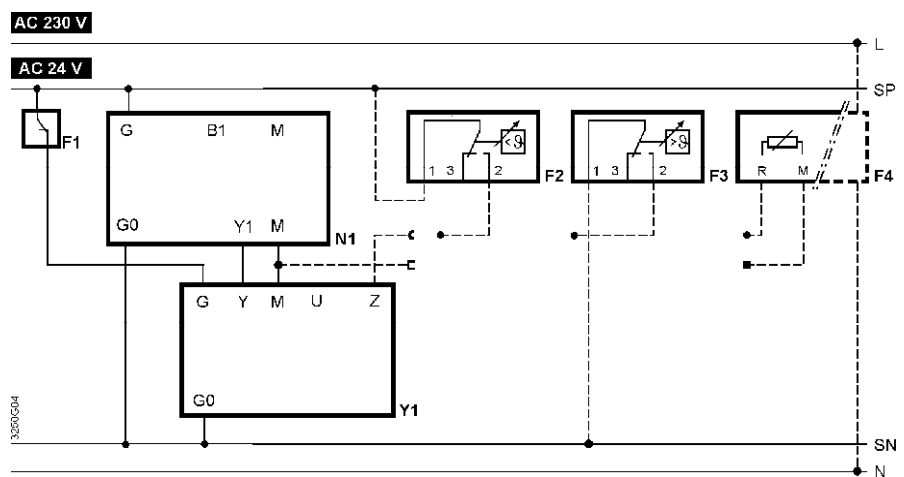 AC 230 V
L
AC 24 V
SP
F1
G B1 M
G0 Y1 M
N1
<ϑ
1 3 2
F2
>ϑ
1 3 2
F3
R M
F4
G Y M U Z
G0
Y1
3250G04
SN
N